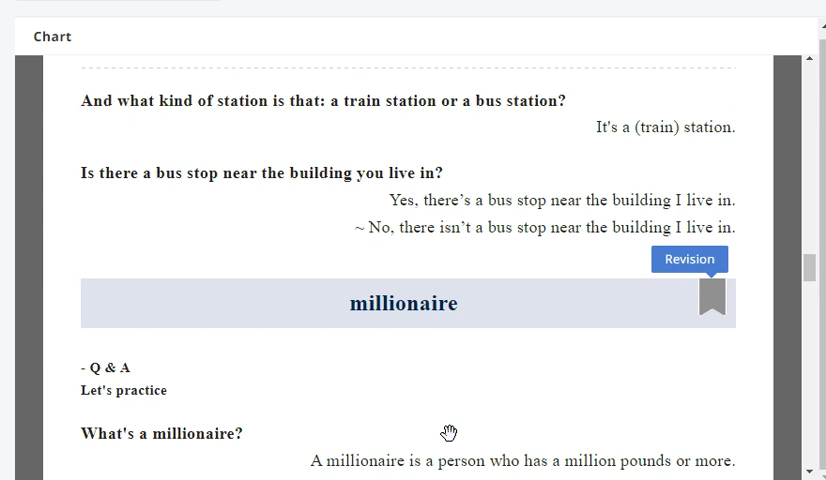 Chart
And what kind of station is that: a train station or a bus station?
It's a (train) station.
Is there a bus stop near the building you live in?
Yes, there’s a bus stop near the building I live in.
~ No, there isn’t a bus stop near the building I live in.
Revision
millionaire
- Q & A
Let's practice
What's a millionaire?
A millionaire is a person who has a million pounds or more.